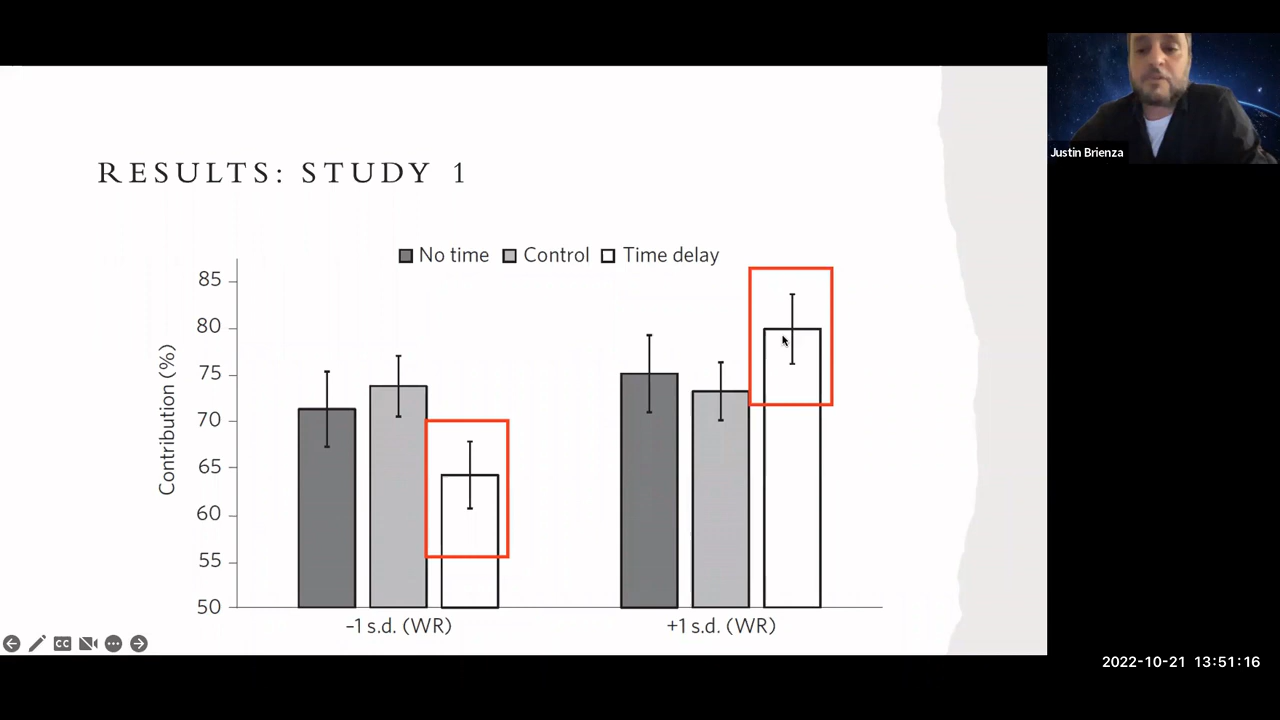 Justin Brienza
RESULTS: STUDY 1
No time Control Time delay
Contribution (%)
85
80
75
70
65
60
55
50
–1 s.d. (WR) +1 s.d. (WR)
CC
2022-10-21 13:51:16